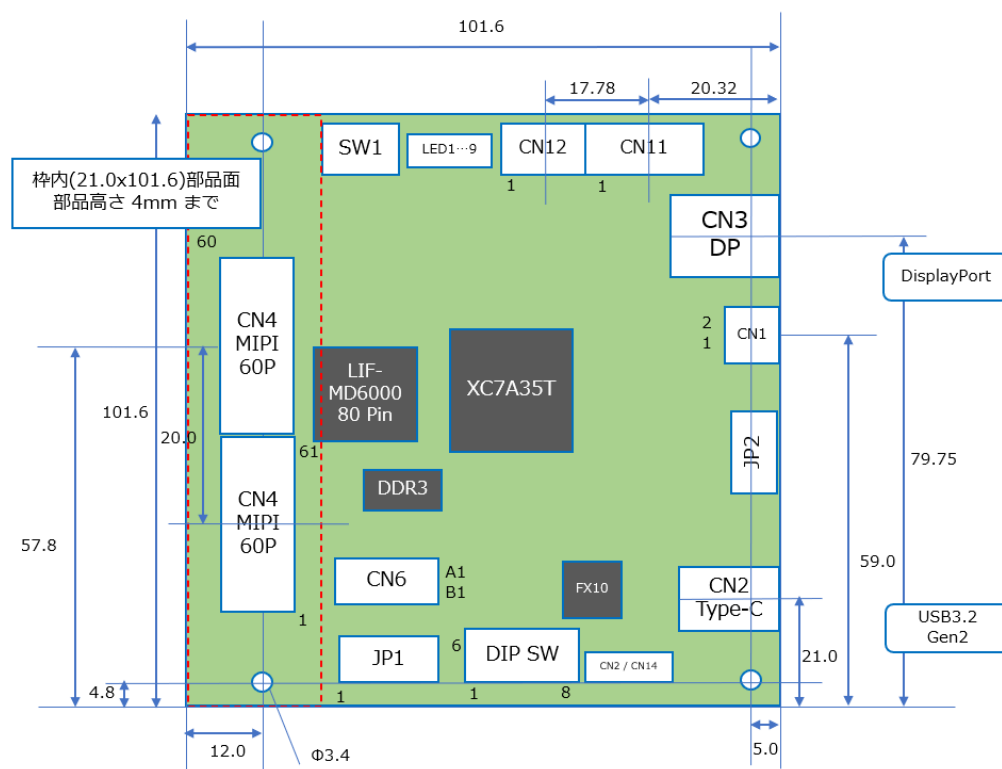 101.6
17.78
20.32
SW1
LED1…9
CN12
CN11
1
1
枠内(21.0x101.6)部品面
部品高さ 4mm まで
60
CN3
DP
DisplayPort
CN4
MIPI
60P
2
1
CN1
LIF-
MD6000
80 Pin
XC7A35T
101.6
20.0
61
JP2
79.75
DDR3
CN4
MIPI
60P
57.8
59.0
CN6
A1
B1
FX10
CN2
Type-C
USB3.2
Gen2
1
JP1
6
DIP SW
CN2 / CN14
21.0
4.8
1
1
8
12.0
Φ3.4
5.0